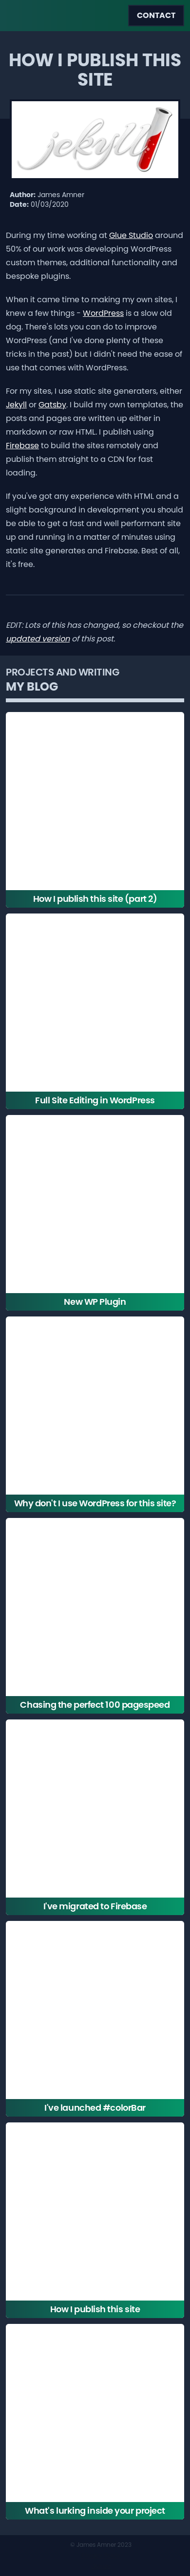 CONTACT
HOW I PUBLISH THIS
SITE
jekyll
Author: James Amner
Date: 01/03/2020
During my time working at Glue Studio around
50% of our work was developing WordPress
custom themes, additional functionality and
bespoke plugins.
When it came time to making my own sites, I
knew a few things - WordPress is a slow old
dog. There's lots you can do to improve
WordPress (and I've done plenty of these
tricks in the past) but I didn't need the ease of
use that comes with WordPress.
For my sites, I use static site generaters, either
Jekyll or Gatsby. I build my own templates, the
posts and pages are written up either in
markdown or raw HTML. I publish using
Firebase to build the sites remotely and
publish them straight to a CDN for fast
loading.
If you've got any experience with HTML and a
slight background in development you should
be able to get a fast and well performant site
up and running in a matter of minutes using
static site generators and Firebase. Best of all,
it's free.
EDIT: Lots of this has changed, so checkout the
updated version of this post.
PROJECTS AND WRITING
MY BLOG
How I publish this site (part 2)
Full Site Editing in WordPress
New WP Plugin
Why don't I use WordPress for this site?
Chasing the perfect 100 pagespeed
I've migrated to Firebase
I've launched #colorBar
How I publish this site
What's lurking inside your project